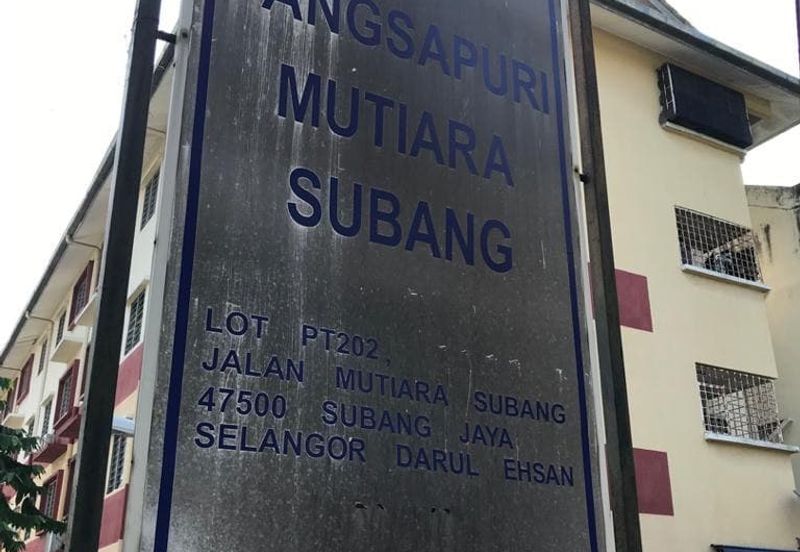 ANGSAPURI
MUTIARA
SUBANG
LOT PT202,
JALAN MUTIARA SUBANG
47500 SUBANG JAYA
SELANGOR DARUL EHSAN